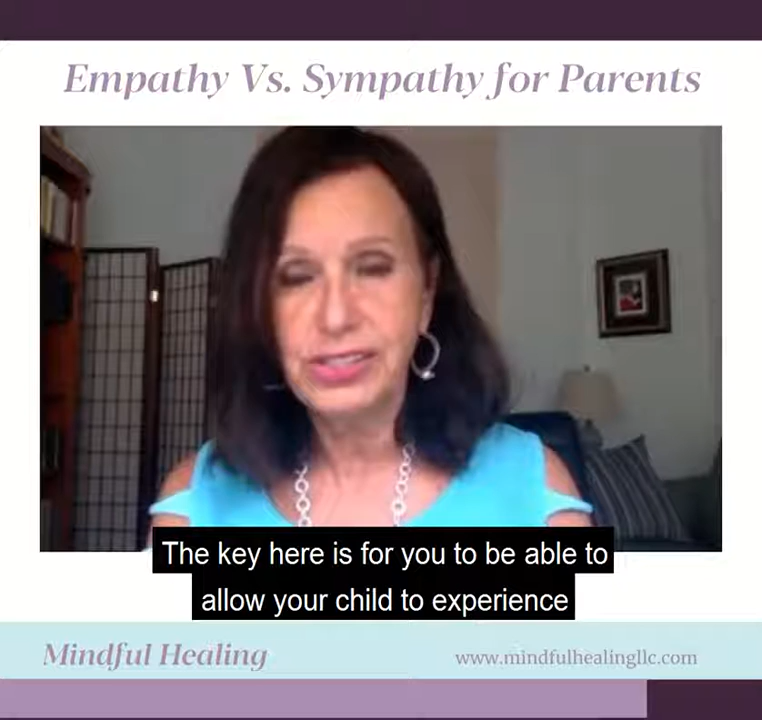 Empathy Vs. Sympathy for Parents
The key here is for you to be able to
allow your child to experience
Mindful Healing
www.mindfulhealingllc.com